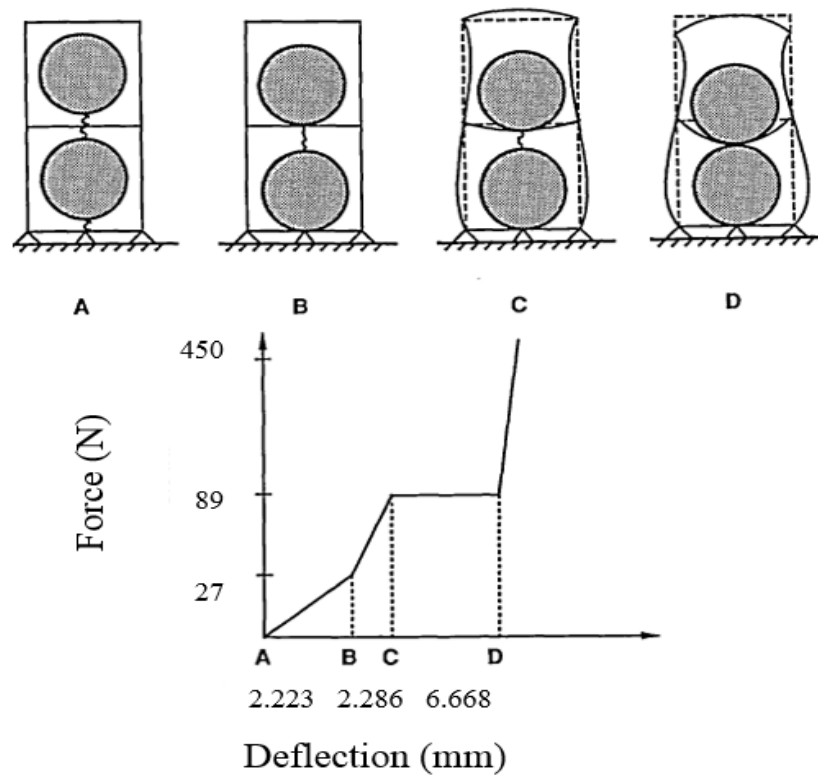 A B C D
450
89
27
Force (N)
A B C D
2.223 2.286 6.668
Deflection (mm)